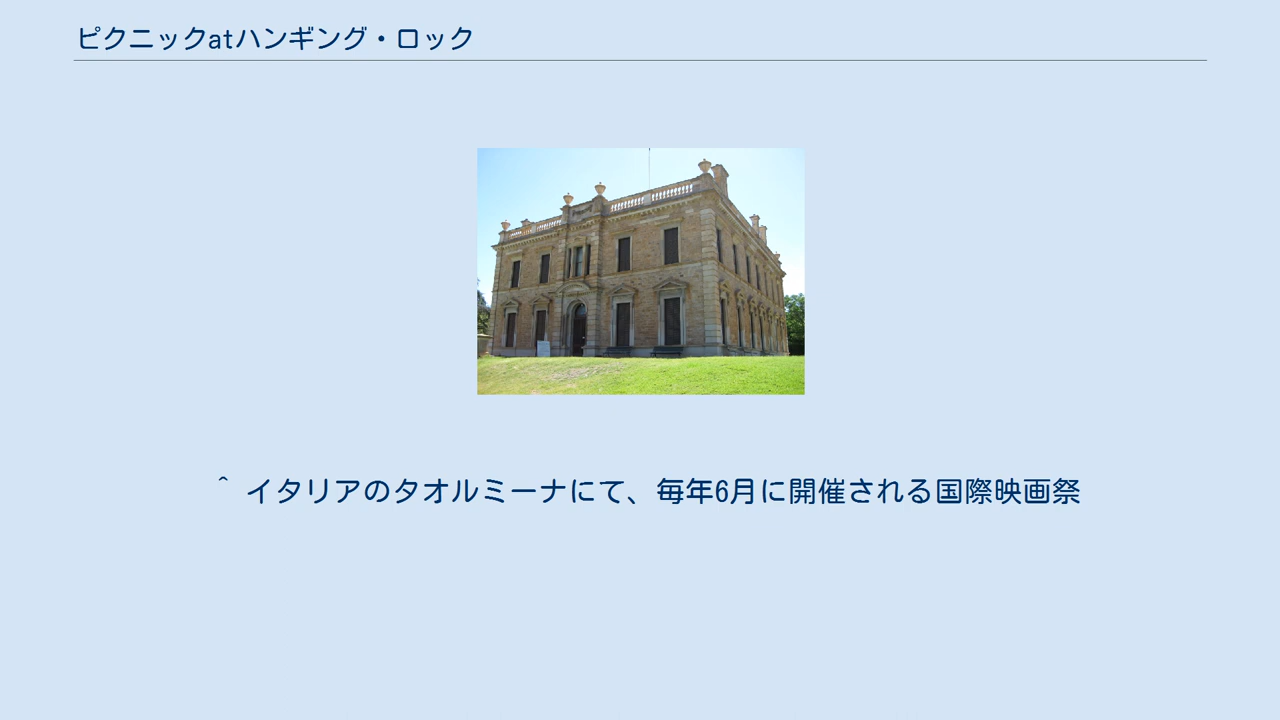 ピクニックatハンギング・ロック
^ イタリアのタオルミーナにて、毎年6月に開催される国際映画祭